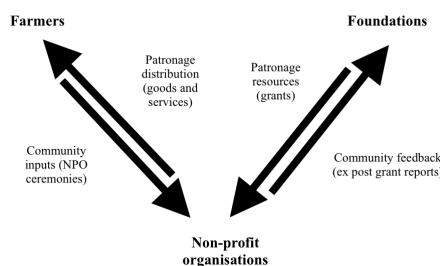 Farmers
Foundations
Patronage
distribution
(goods and
services)
Patronage
resources
(grants)
Community
inputs (NPO
ceremonies)
Community feedback
(ex post grant reports)
Non-profit
organisations